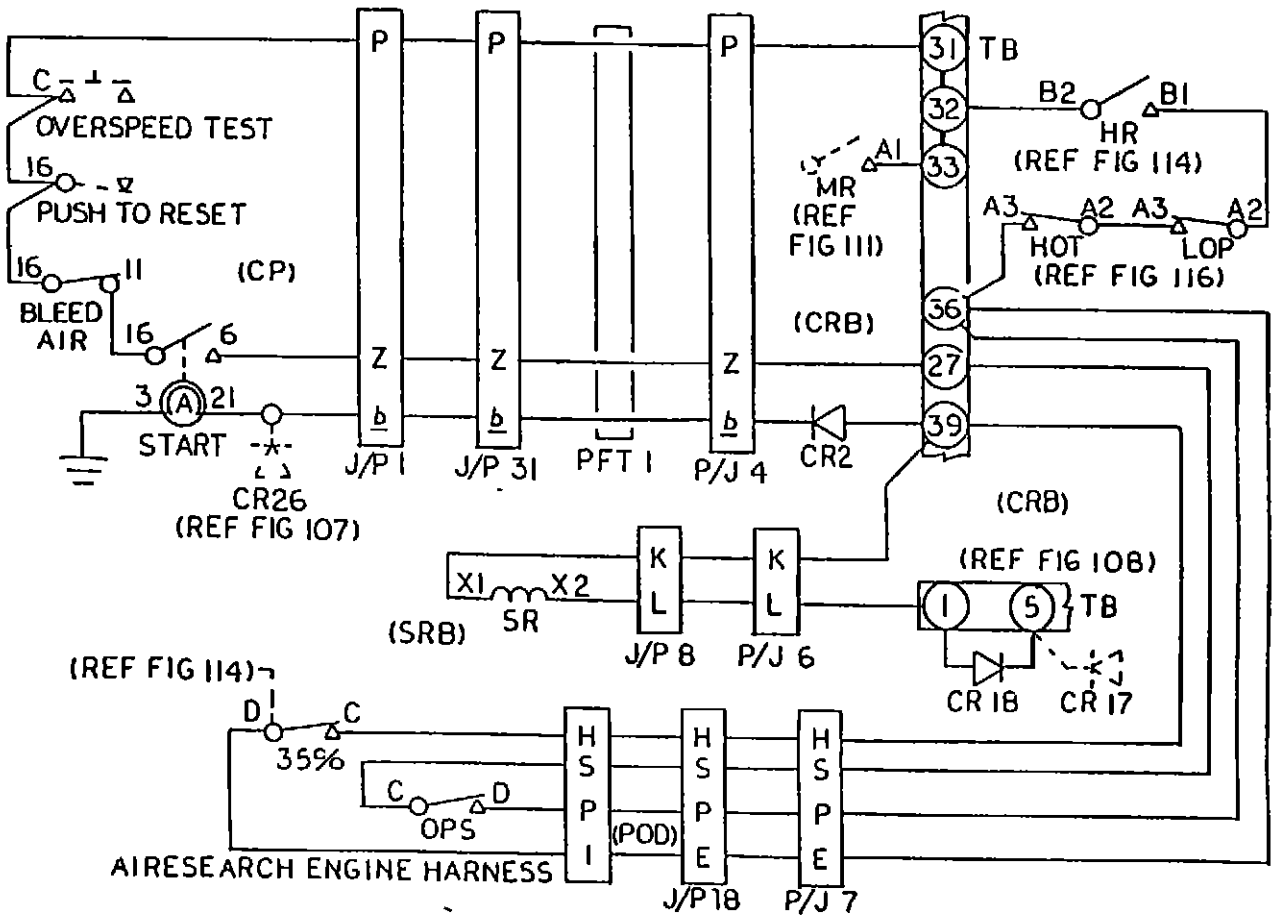 P P P 31 TB
C
OVERSPEED TEST
32 B2 B1
HR
(REF FIG 114)
A1 33
MR
(REF
FIG 111)
16
PUSH TO RESET
A3 A2 A3 A2
HOT LOP
(REF FIG 116)
16 11 (CP)
BLEED
AIR
36
(CRB)
16 6 Z Z Z 27
3 A 21
START
b b b 39
J/P 1 J/P 31 PFT 1 P/J 4 CR2
CR26
(REF FIG 107)
(CRB)
(REF FIG 108)
K K
X1 X2 L L 1 5 TB
SR
(SRB)
J/P 8 P/J 6
CR 18 CR 17
(REF FIG 114)
D C H H H
35% S S S
C D P P P
OPS (POD)
I E E
AIRESEARCH ENGINE HARNESS
J/P 18 P/J 7